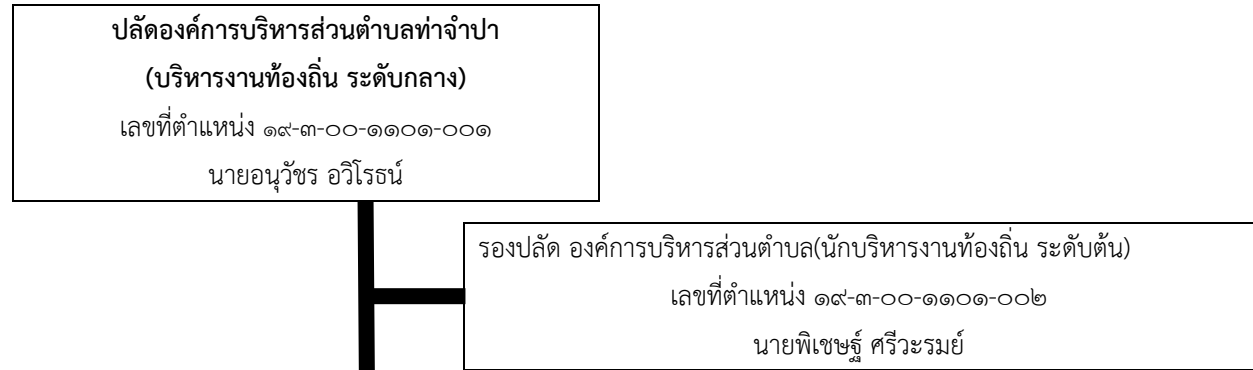 ปลัดองค์การบริหารส่วนตำบลท่าจำปา
(บริหารงานท้องถิ่น ระดับกลาง)
เลขที่ตำแหน่ง ๑๙-๓-๐๐-๑๑๐๑-๐๐๑
นายอนุวัชร อวิโรธน์
รองปลัด องค์การบริหารส่วนตำบล(นักบริหารงานท้องถิ่น ระดับต้น)
เลขที่ตำแหน่ง ๑๙-๓-๐๐-๑๑๐๑-๐๐๒
นายพิเชษฐ์ ศรีวะรมย์